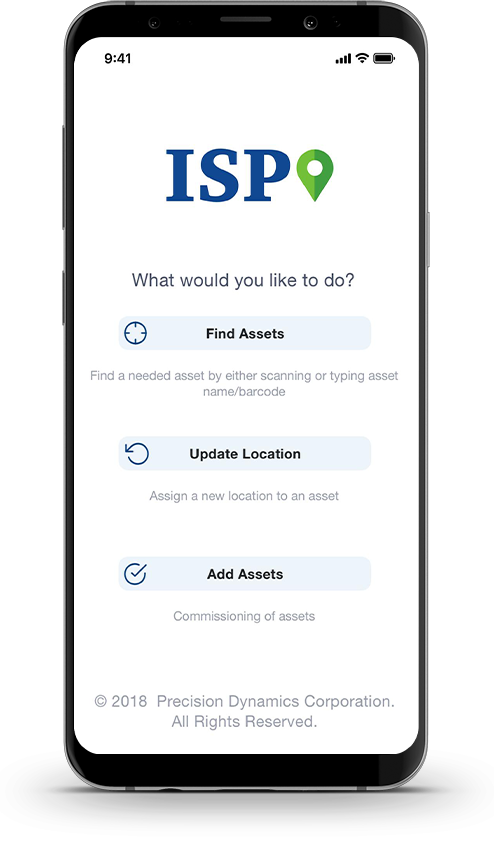 9:41
ISP
What would you like to do?
Find Assets
Find a needed asset by either scanning or typing asset
name/barcode
Update Location
Assign a new location to an asset
Add Assets
Commissioning of assets
© 2018 Precision Dynamics Corporation.
All Rights Reserved.